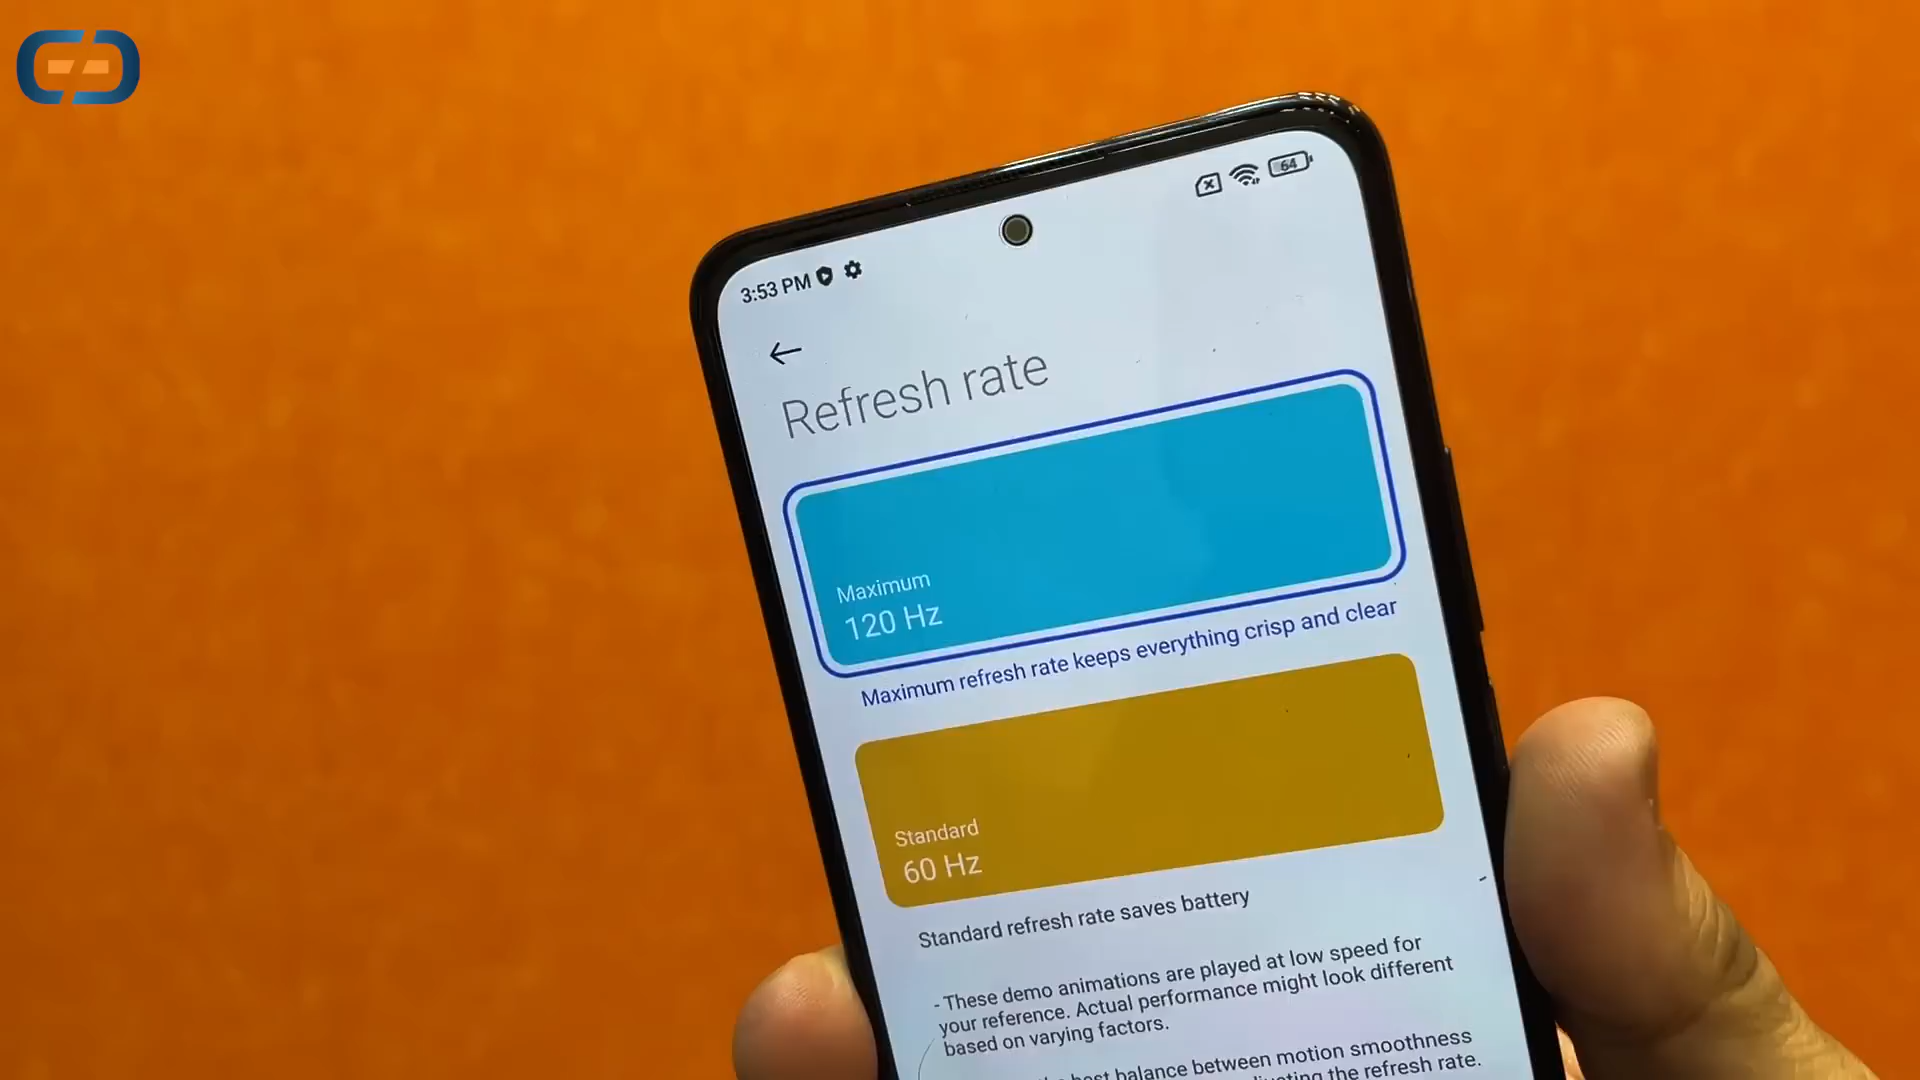 64
3:53 PM
Refresh rate
Maximum
120 Hz
Maximum refresh rate keeps everything crisp and clear
Standard
60 Hz
Standard refresh rate saves battery
- These demo animations are played at low speed for
your reference. Actual performance might look different
based on varying factors.
best balance between motion smoothness
the refresh rate.